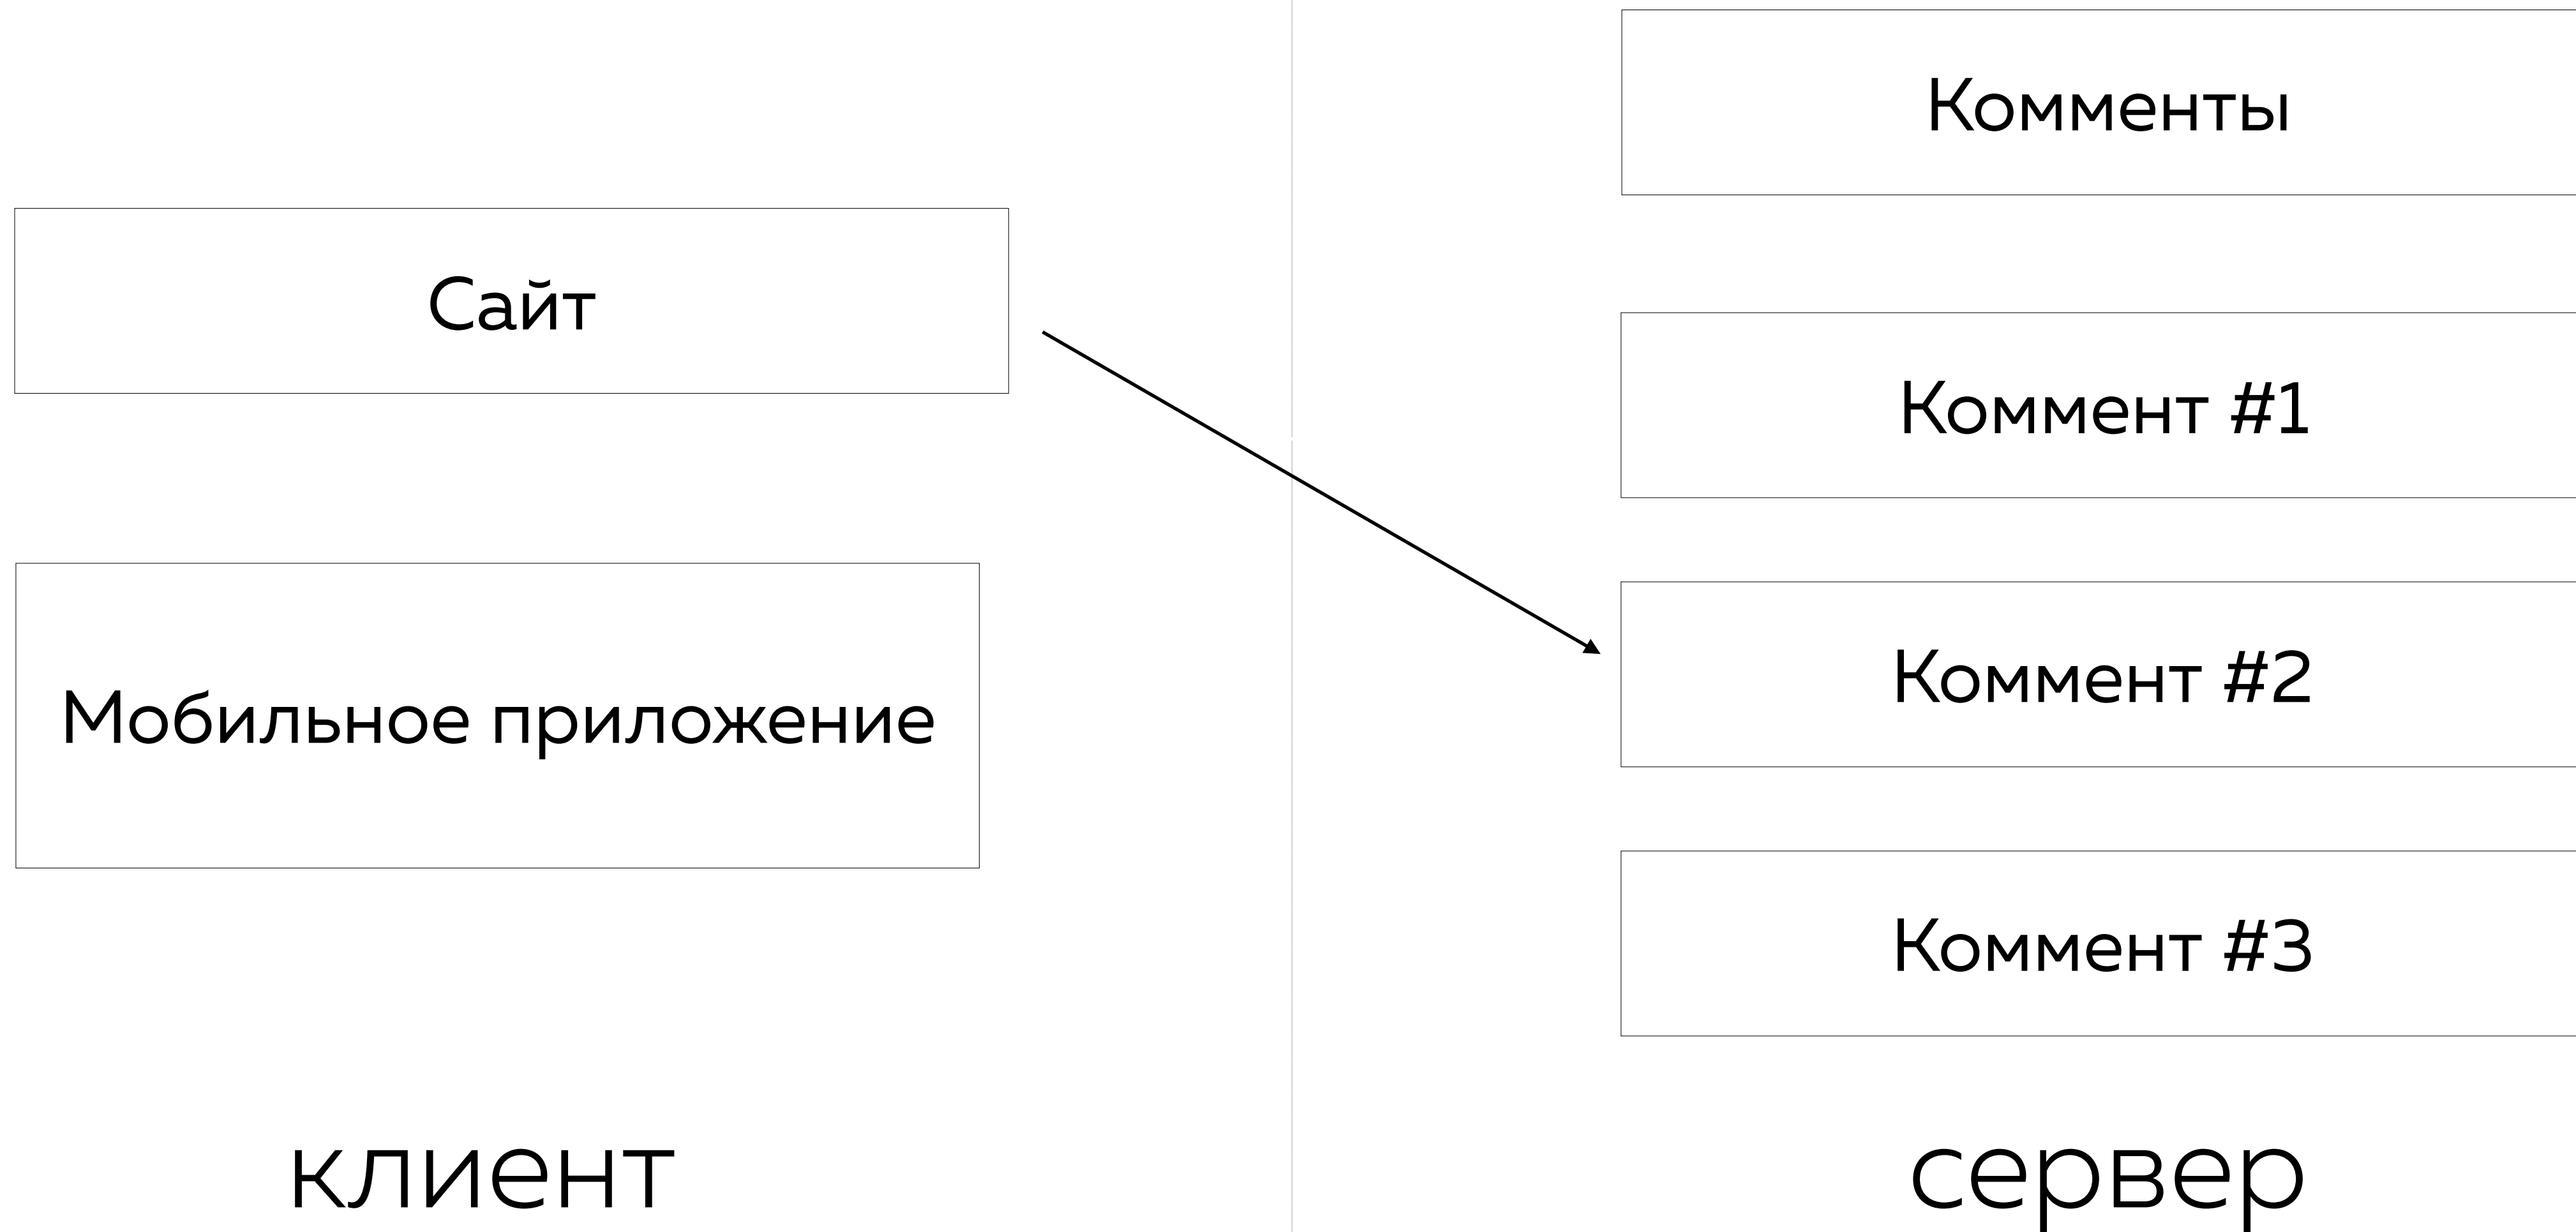 Сайт
Мобильное приложение
клиент
Комменты
Коммент #1
Коммент #2
Коммент #3
сервер